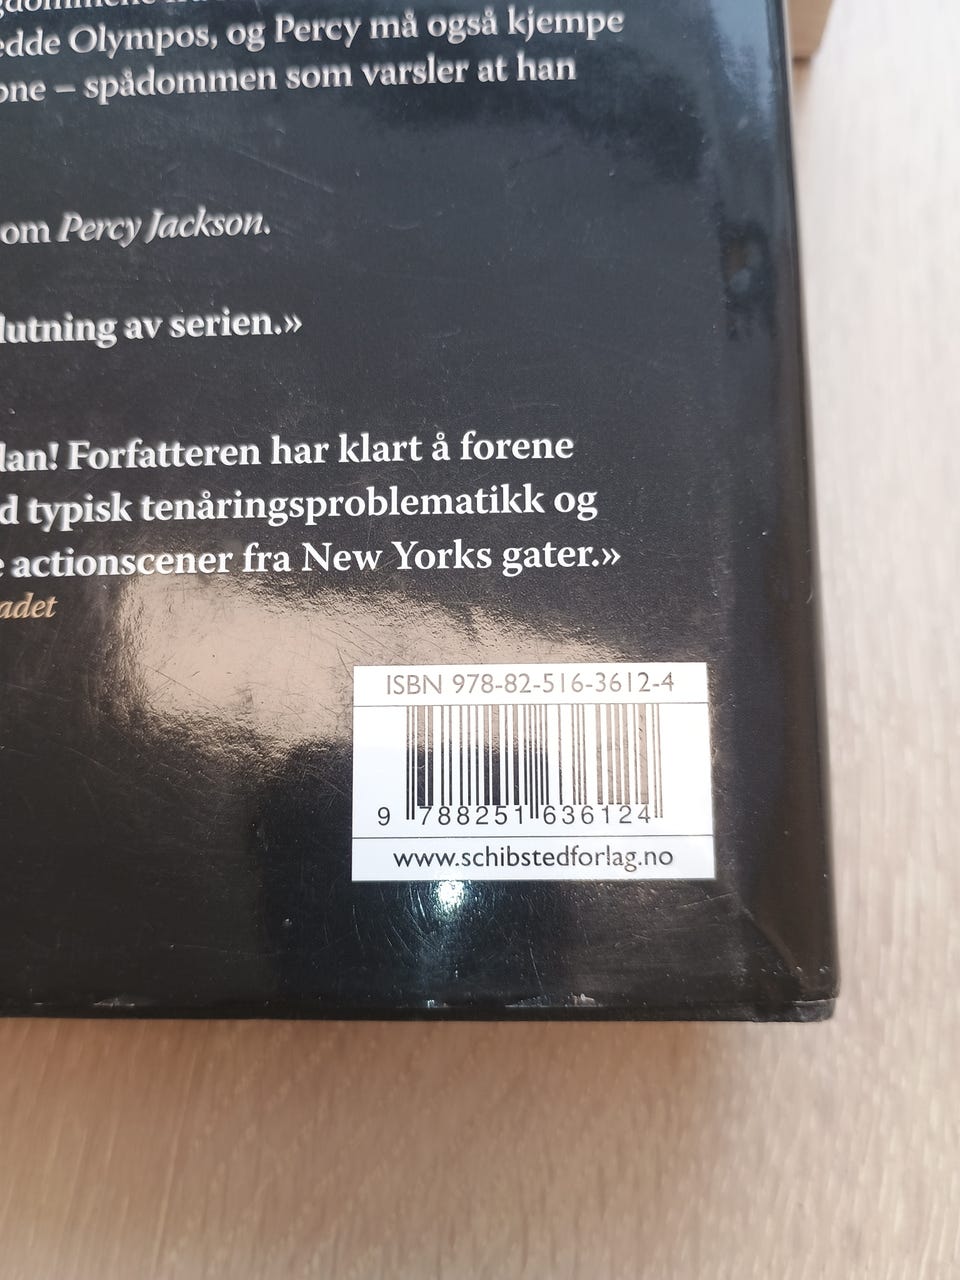 edde Olympos, og Percy må også kjempe
one – spådommen som varsler at han
om Percy Jackson.
lutning av serien.»
lan! Forfatteren har klart å forene
d typisk tenåringsproblematikk og
e actionscener fra New Yorks gater.»
adet
ISBN 978-82-516-3612-4
9 788251 636124
www.schibstedforlag.no